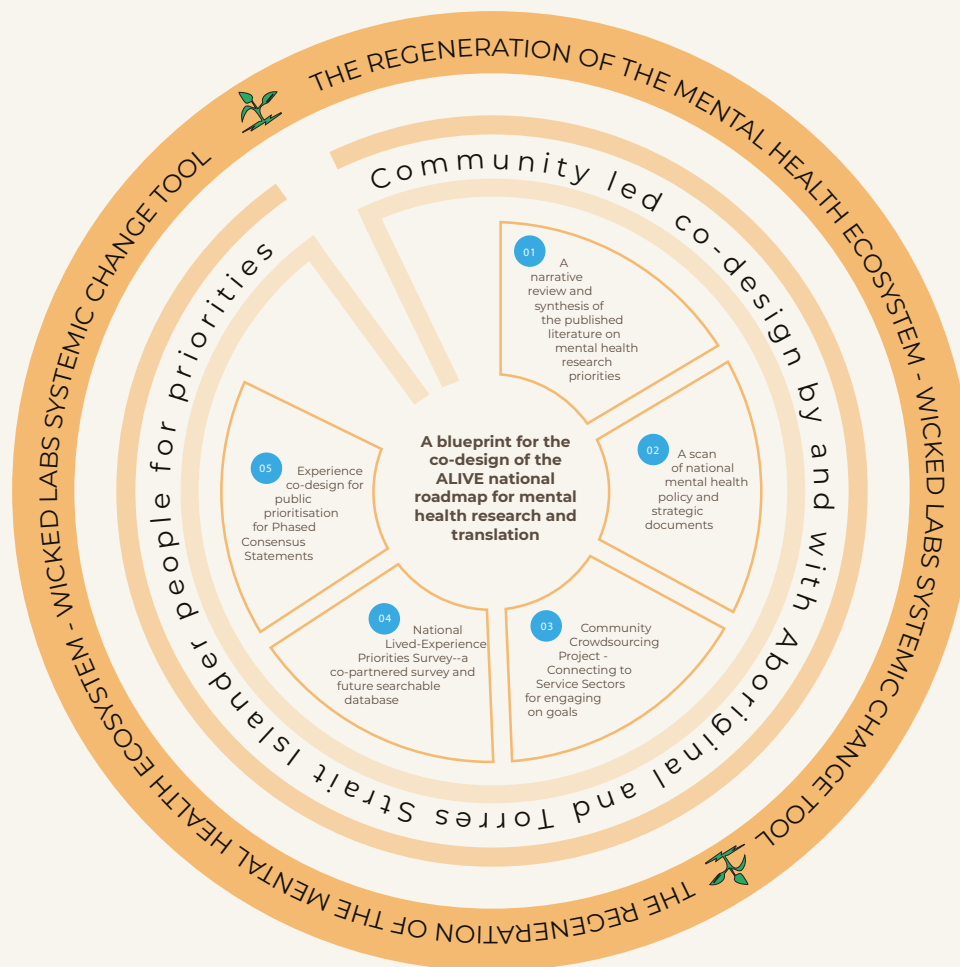 THE REGENERATION OF THE MENTAL HEALTH ECOSYSTEM - WICKED LABS SYSTEMIC CHANGE TOOL
THE REGENERATION OF THE MENTAL HEALTH ECOSYSTEM - WICKED LABS SYSTEMIC CHANGE TOOL
Community led co-design by and with Aboriginal and Torres Strait Islander people for priorities
01
A
narrative
review and
synthesis of
the published
literature on
mental health
research
priorities
02
A scan
of national
mental health
policy and
strategic
documents
03
Community
Crowdsourcing
Project -
Connecting to
Service Sectors
for engaging
on goals
04
National
Lived-Experience
Priorities Survey--a
co-partnered survey and
future searchable
database
05
Experience
co-design for
public
prioritisation
for Phased
Consensus
Statements
A blueprint for the
co-design of the
ALIVE national
roadmap for mental
health research and
translation